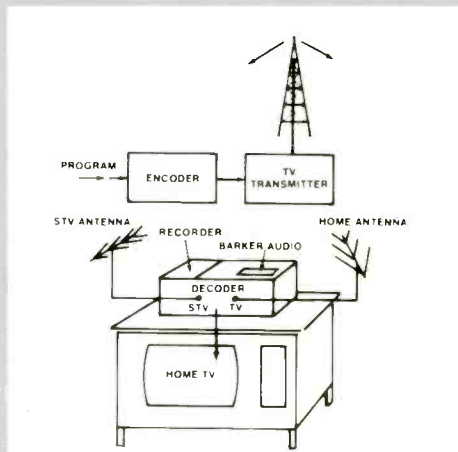 PROGRAM
ENCODER
TV
TRANSMITTER
STV ANTENNA
HOME ANTENNA
RECORDER
BARKER AUDIO
DECODER
STV TV
HOME TV